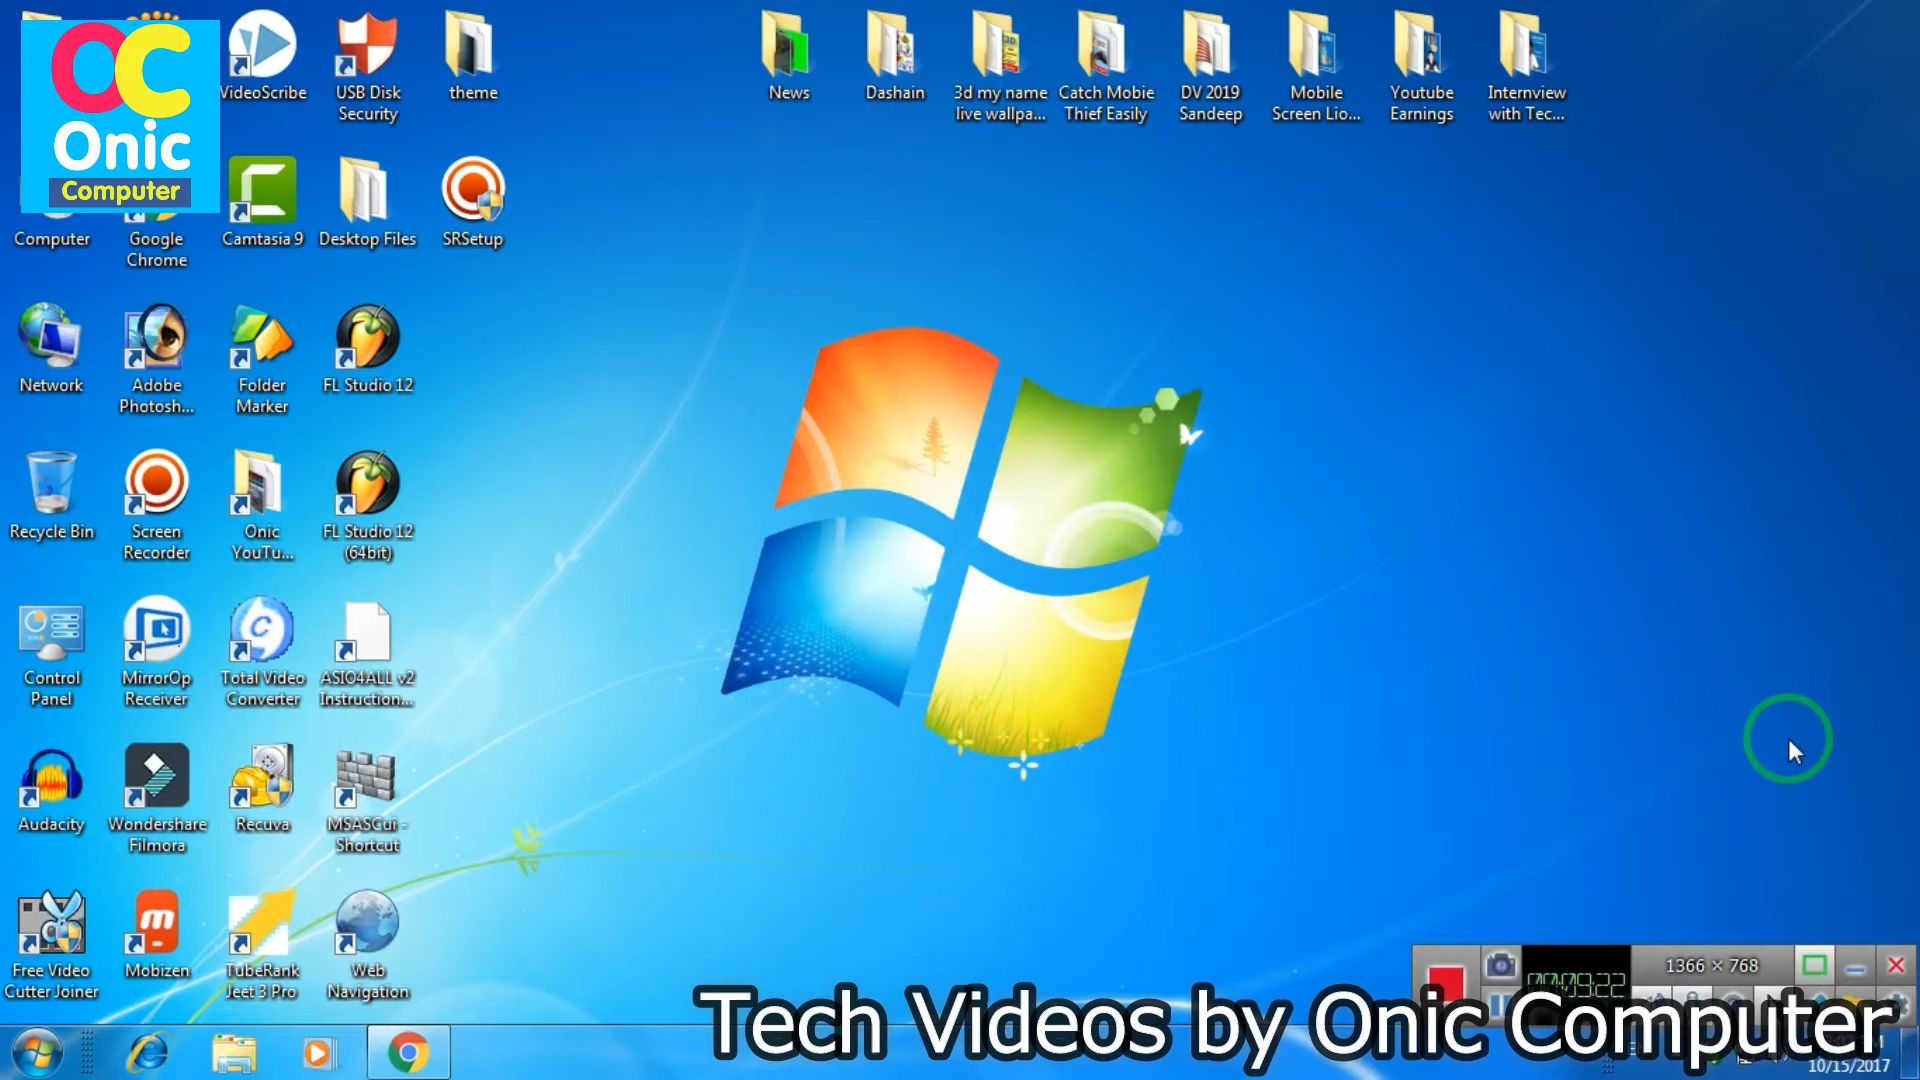 OC
Onic
Computer
VideoScribe
USB Disk
Security
theme
News
Dashain
3d my name
live wallpa...
Catch Mobie
Thief Easily
DV 2019
Sandeep
Mobile
Screen Lio...
Youtube
Earnings
Internview
with Tec...
Computer
Google
Chrome
Camtasia 9
Desktop Files
SRSetup
Network
Adobe
Photosh...
Folder
Marker
FL Studio 12
Recycle Bin
Screen
Recorder
Onic
YouTu...
FL Studio 12
(64bit)
Control
Panel
MirrorOp
Receiver
Total Video
Converter
ASIO4ALL v2
Instruction...
Audacity
Wondershare
Filmora
Recuva
MSASCui -
Shortcut
Free Video
Cutter Joiner
Mobizen
TubeRank
Jeet 3 Pro
Web
Navigation
1366 × 768
00:09:22
Tech Videos by Onic Computer
10/15/2017